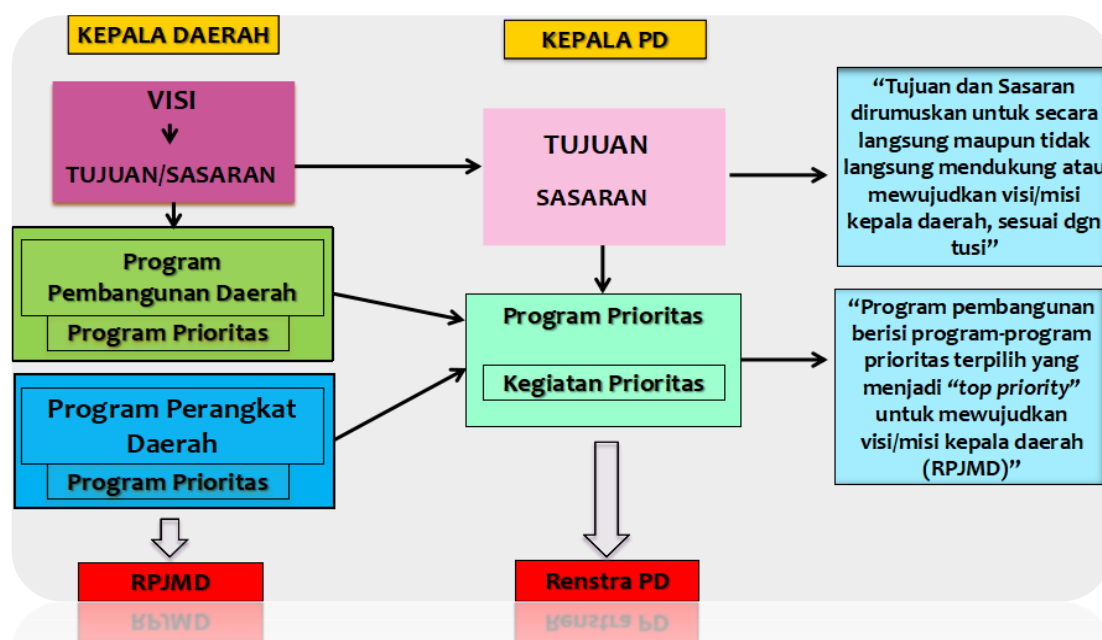 KEPALA DAERAH
VISI
TUJUAN/SASARAN
Program
Pembangunan Daerah
Program Prioritas
Program Perangkat
Daerah
Program Prioritas
RPJMD
KEPALA PD
TUJUAN
SASARAN
Program Prioritas
Kegiatan Prioritas
Renstra PD
“Tujuan dan Sasaran
dirumuskan untuk secara
langsung maupun tidak
langsung mendukung atau
mewujudkan visi/misi
kepala daerah, sesuai dgn
tusi”
“Program pembangunan
berisi program-program
prioritas terpilih yang
menjadi “top priority”
untuk mewujudkan
visi/misi kepala daerah
(RPJMD)”